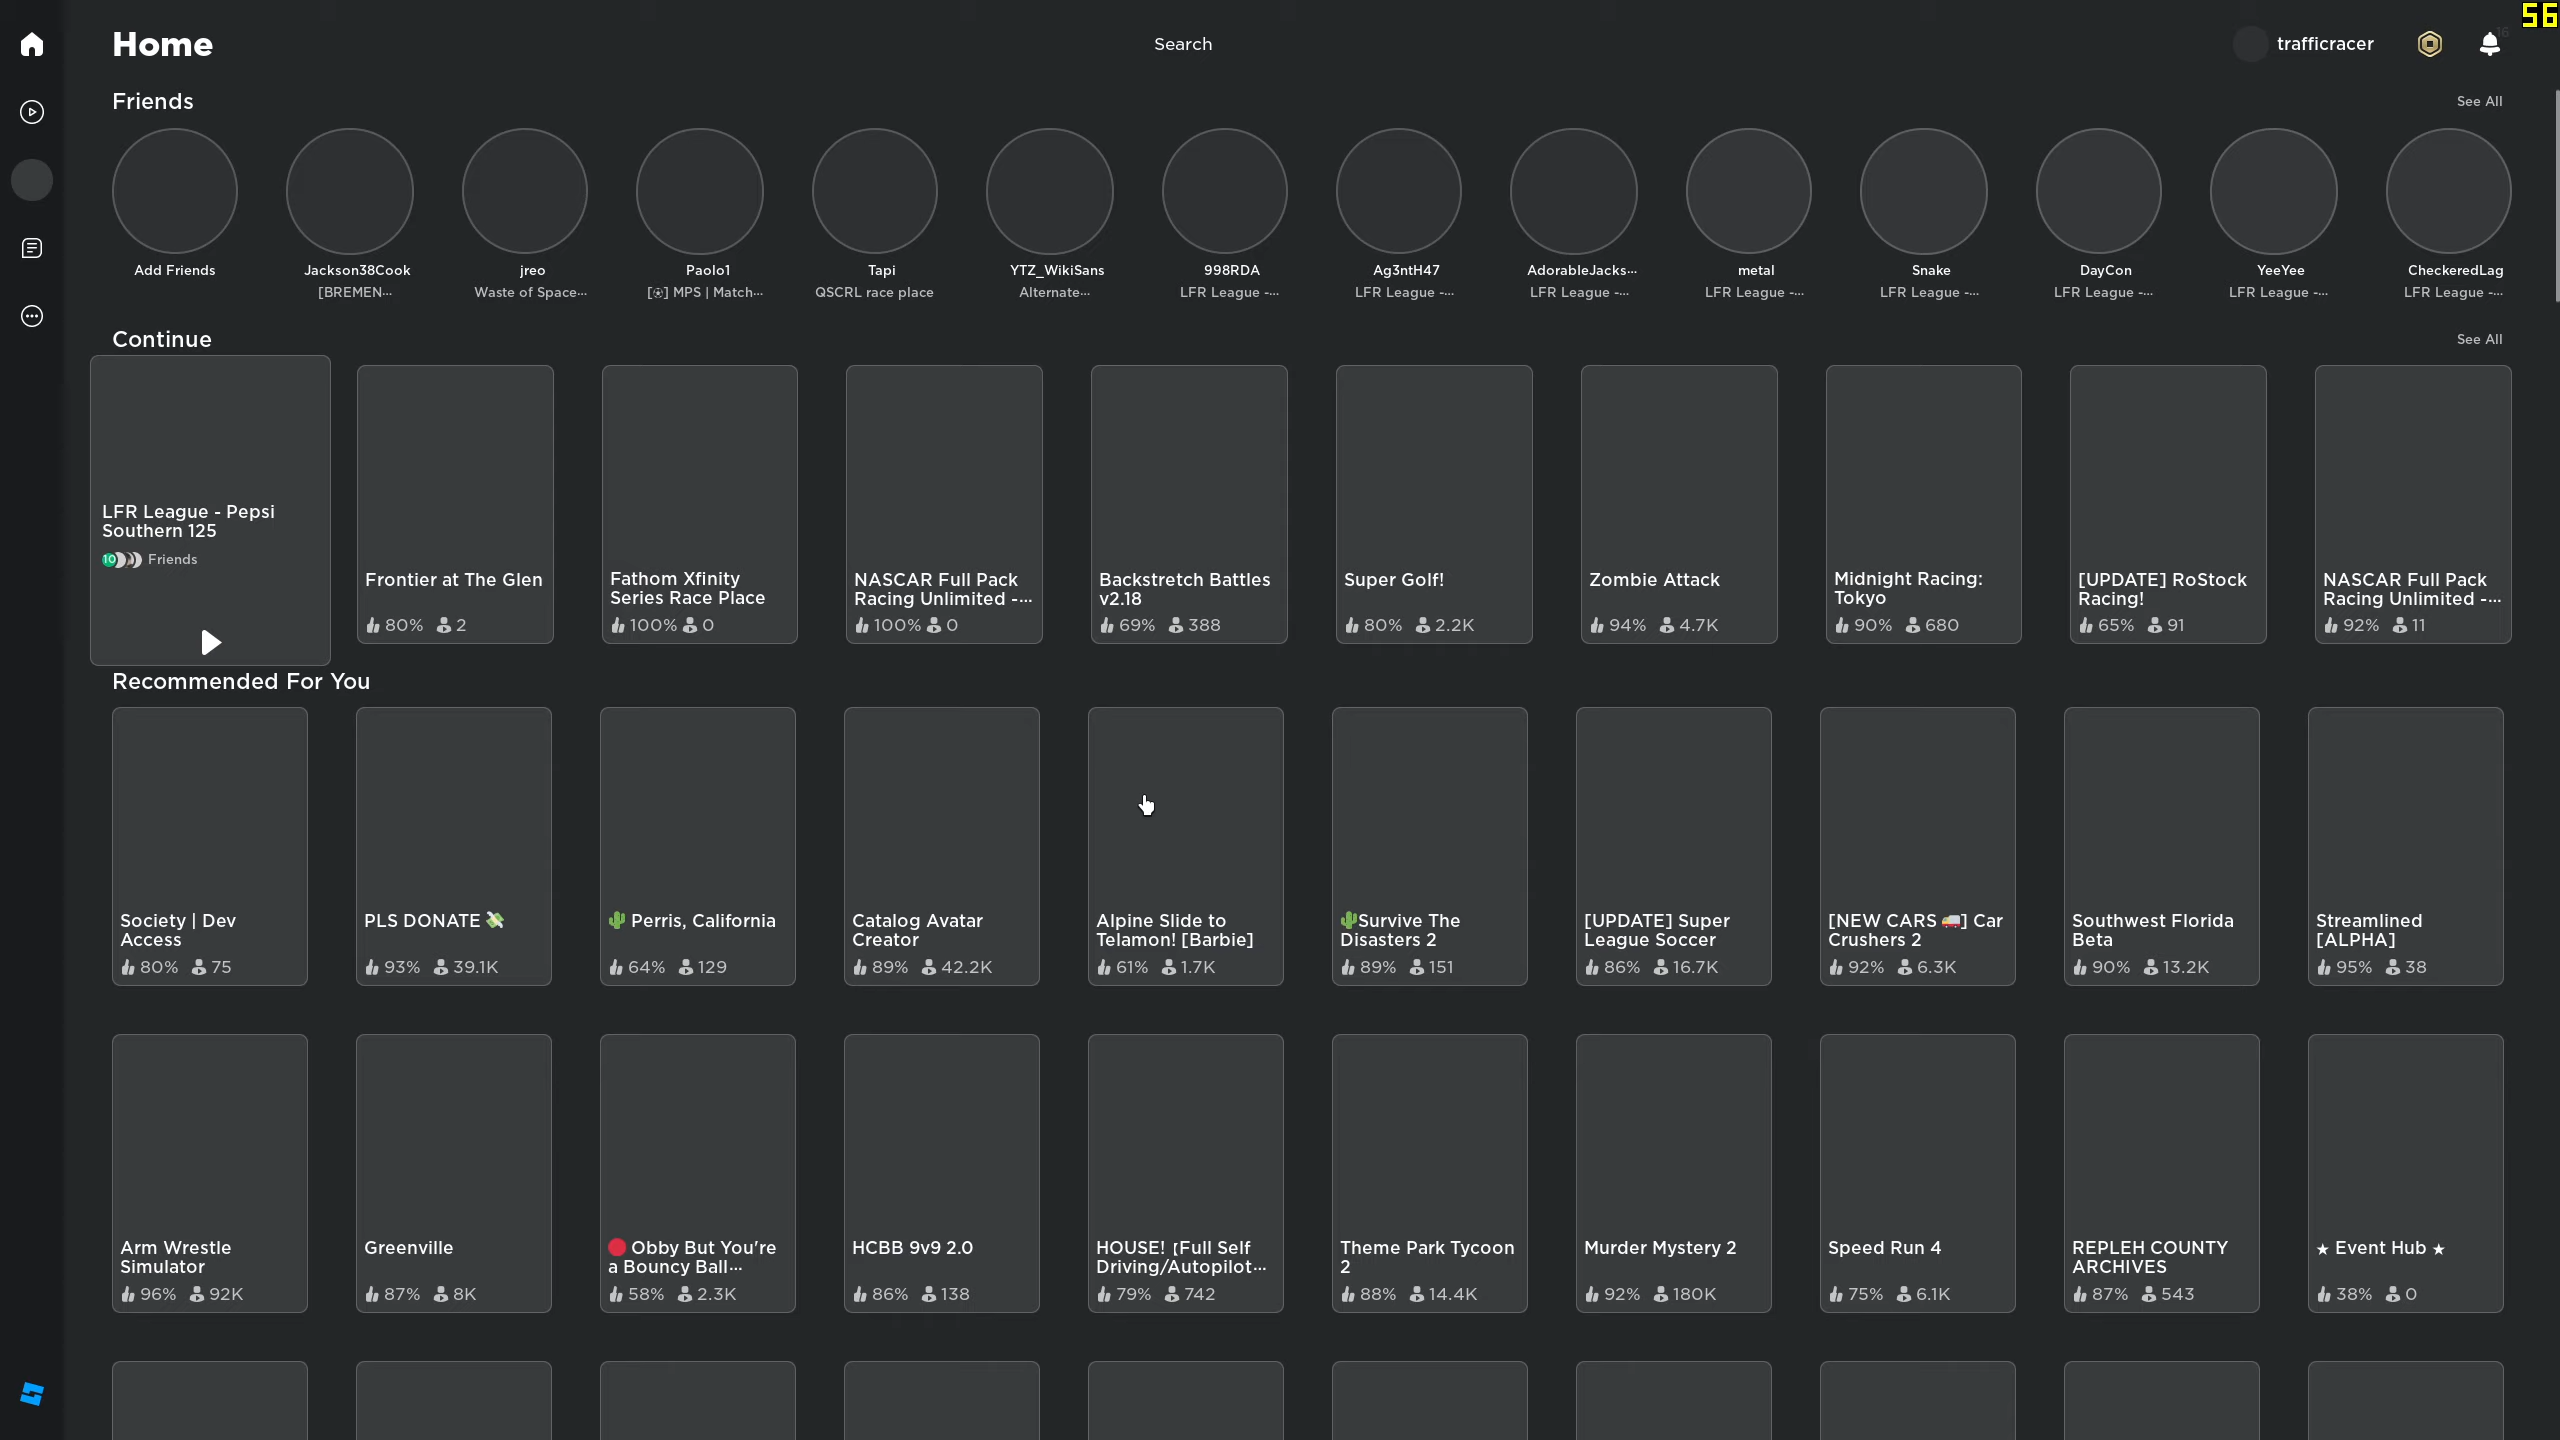 56
Home
Search
trafficracer
16
Friends
See All
Add Friends
Jackson38Cook
[BREMEN...
jreo
Waste of Space...
Paolo1
[⚽] MPS | Match...
Tapi
QSCRL race place
YTZ_WikiSans
Alternate...
998RDA
LFR League -...
Ag3ntH47
LFR League -...
AdorableJacks...
LFR League -...
metal
LFR League -...
Snake
LFR League -...
DayCon
LFR League -...
YeeYee
LFR League -...
CheckeredLag
LFR League -...
Continue
See All
LFR League - Pepsi
Southern 125
10 Friends
Frontier at The Glen
80% 2
Fathom Xfinity
Series Race Place
100% 0
NASCAR Full Pack
Racing Unlimited -...
100% 0
Backstretch Battles
v2.18
69% 388
Super Golf!
80% 2.2K
Zombie Attack
94% 4.7K
Midnight Racing:
Tokyo
90% 680
[UPDATE] RoStock
Racing!
65% 91
NASCAR Full Pack
Racing Unlimited -...
92% 11
Recommended For You
Society | Dev
Access
80% 75
PLS DONATE 💸
93% 39.1K
🌵 Perris, California
64% 129
Catalog Avatar
Creator
89% 42.2K
Alpine Slide to
Telamon! [Barbie]
61% 1.7K
🌵Survive The
Disasters 2
89% 151
[UPDATE] Super
League Soccer
86% 16.7K
[NEW CARS 🚐] Car
Crushers 2
92% 6.3K
Southwest Florida
Beta
90% 13.2K
Streamlined
[ALPHA]
95% 38
Arm Wrestle
Simulator
96% 92K
Greenville
87% 8K
🔴 Obby But You're
a Bouncy Ball...
58% 2.3K
HCBB 9v9 2.0
86% 138
HOUSE! [Full Self
Driving/Autopilot...
79% 742
Theme Park Tycoon
2
88% 14.4K
Murder Mystery 2
92% 180K
Speed Run 4
75% 6.1K
REPLEH COUNTY
ARCHIVES
87% 543
★ Event Hub ★
38% 0